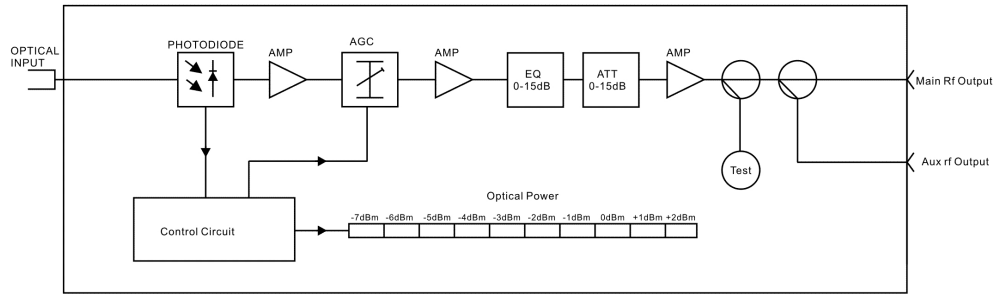 OPTICAL
INPUT
PHOTODIODE
AMP
AGC
AMP
EQ
0-15dB
ATT
0-15dB
AMP
Main Rf Output
Test
Aux rf Output
Control Circuit
Optical Power
-7dBm -6dBm -5dBm -4dBm -3dBm -2dBm -1dBm 0dBm +1dBm +2dBm